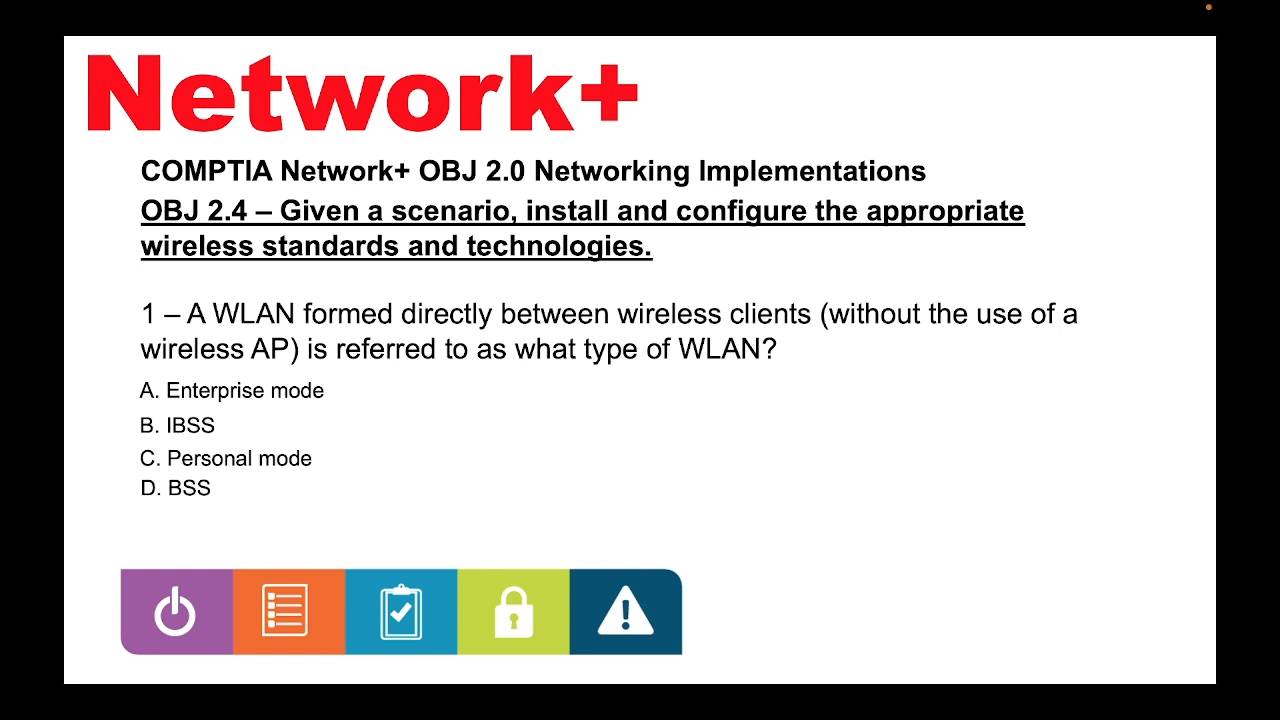 Network+
COMPTIA Network+ OBJ 2.0 Networking Implementations
OBJ 2.4 – Given a scenario, install and configure the appropriate
wireless standards and technologies.
1 – A WLAN formed directly between wireless clients (without the use of a
wireless AP) is referred to as what type of WLAN?
A. Enterprise mode
B. IBSS
C. Personal mode
D. BSS